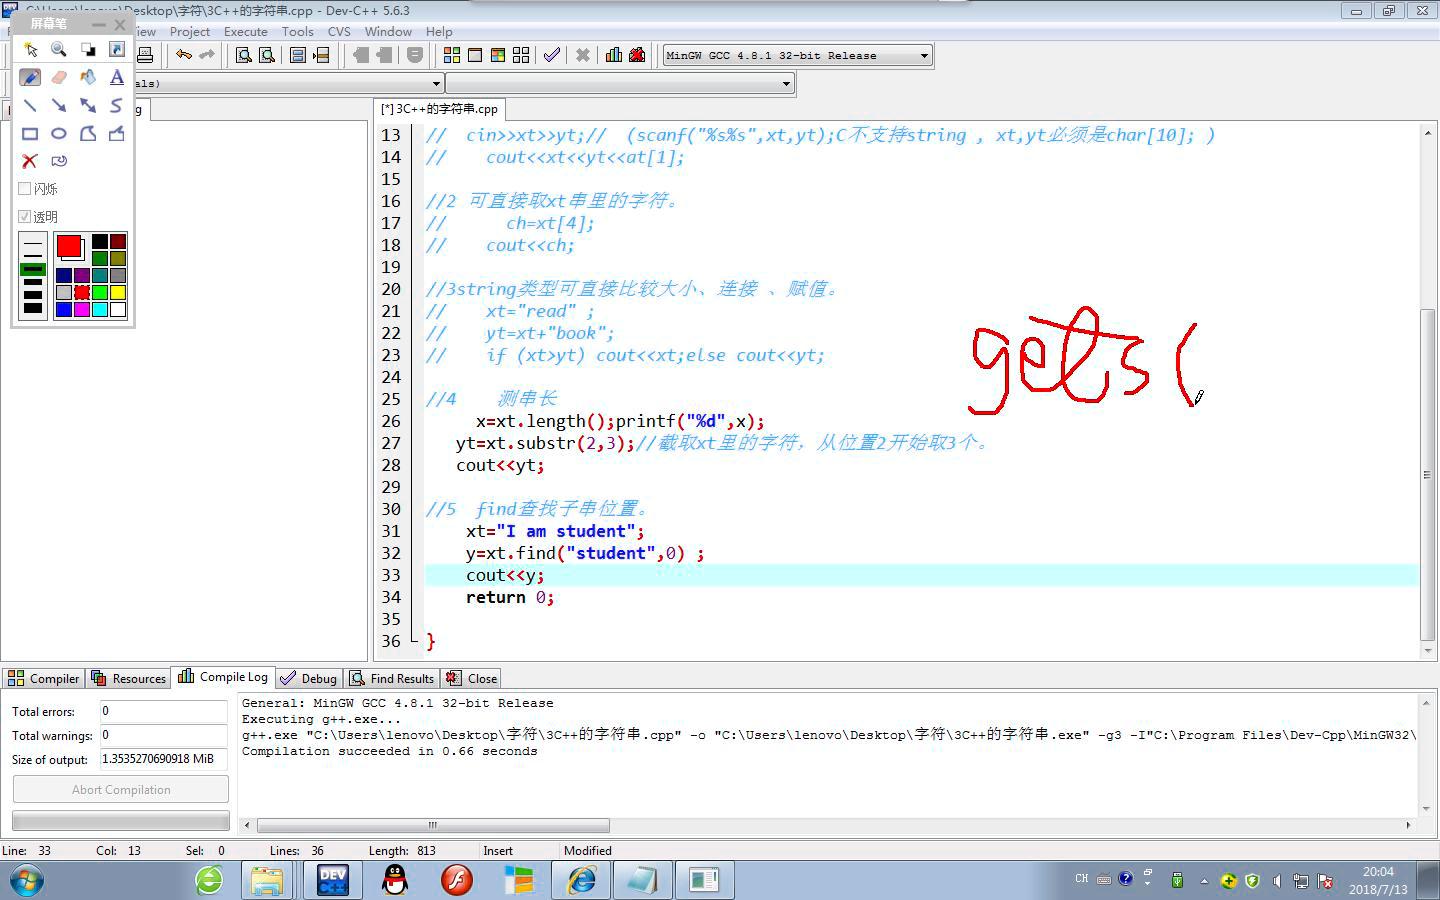 C:\Users\lenovo\Desktop\字符\3C++的字符串.cpp - Dev-C++ 5.6.3
屏幕笔
View Project Execute Tools CVS Window Help
MinGW GCC 4.8.1 32-bit Release
als)
[*] 3C++的字符串.cpp
闪烁
透明
13 // cin>>xt>>yt;// (scanf("%s%s",xt,yt);C不支持string , xt,yt必须是char[10]; )
14 // cout<<xt<<yt<<at[1];
15
16 //2 可直接取xt串里的字符。
17 // ch=xt[4];
18 // cout<<ch;
19
20 //3string类型可直接比较大小、连接 、赋值。
21 // xt="read" ;
22 // yt=xt+"book";
23 // if (xt>yt) cout<<xt;else cout<<yt;
24
25 //4 测串长
26 x=xt.length();printf("%d",x);
27 yt=xt.substr(2,3);//截取xt里的字符，从位置2开始取3个。
28 cout<<yt;
29
30 //5 find查找子串位置。
31 xt="I am student";
32 y=xt.find("student",0) ;
33 cout<<y;
34 return 0;
35
36 }
gets (
Compiler Resources Compile Log Debug Find Results Close
Total errors: 0
Total warnings: 0
Size of output: 1.3535270690918 MiB
Abort Compilation
General: MinGW GCC 4.8.1 32-bit Release
Executing g++.exe...
g++.exe "C:\Users\lenovo\Desktop\字符\3C++的字符串.cpp" -o "C:\Users\lenovo\Desktop\字符\3C++的字符串.exe" -g3 -I"C:\Program Files\Dev-Cpp\MinGW32\
Compilation succeeded in 0.66 seconds
Line: 33 Col: 13 Sel: 0 Lines: 36 Length: 813 Insert Modified
DEV C++
CH
20:04
2018/7/13